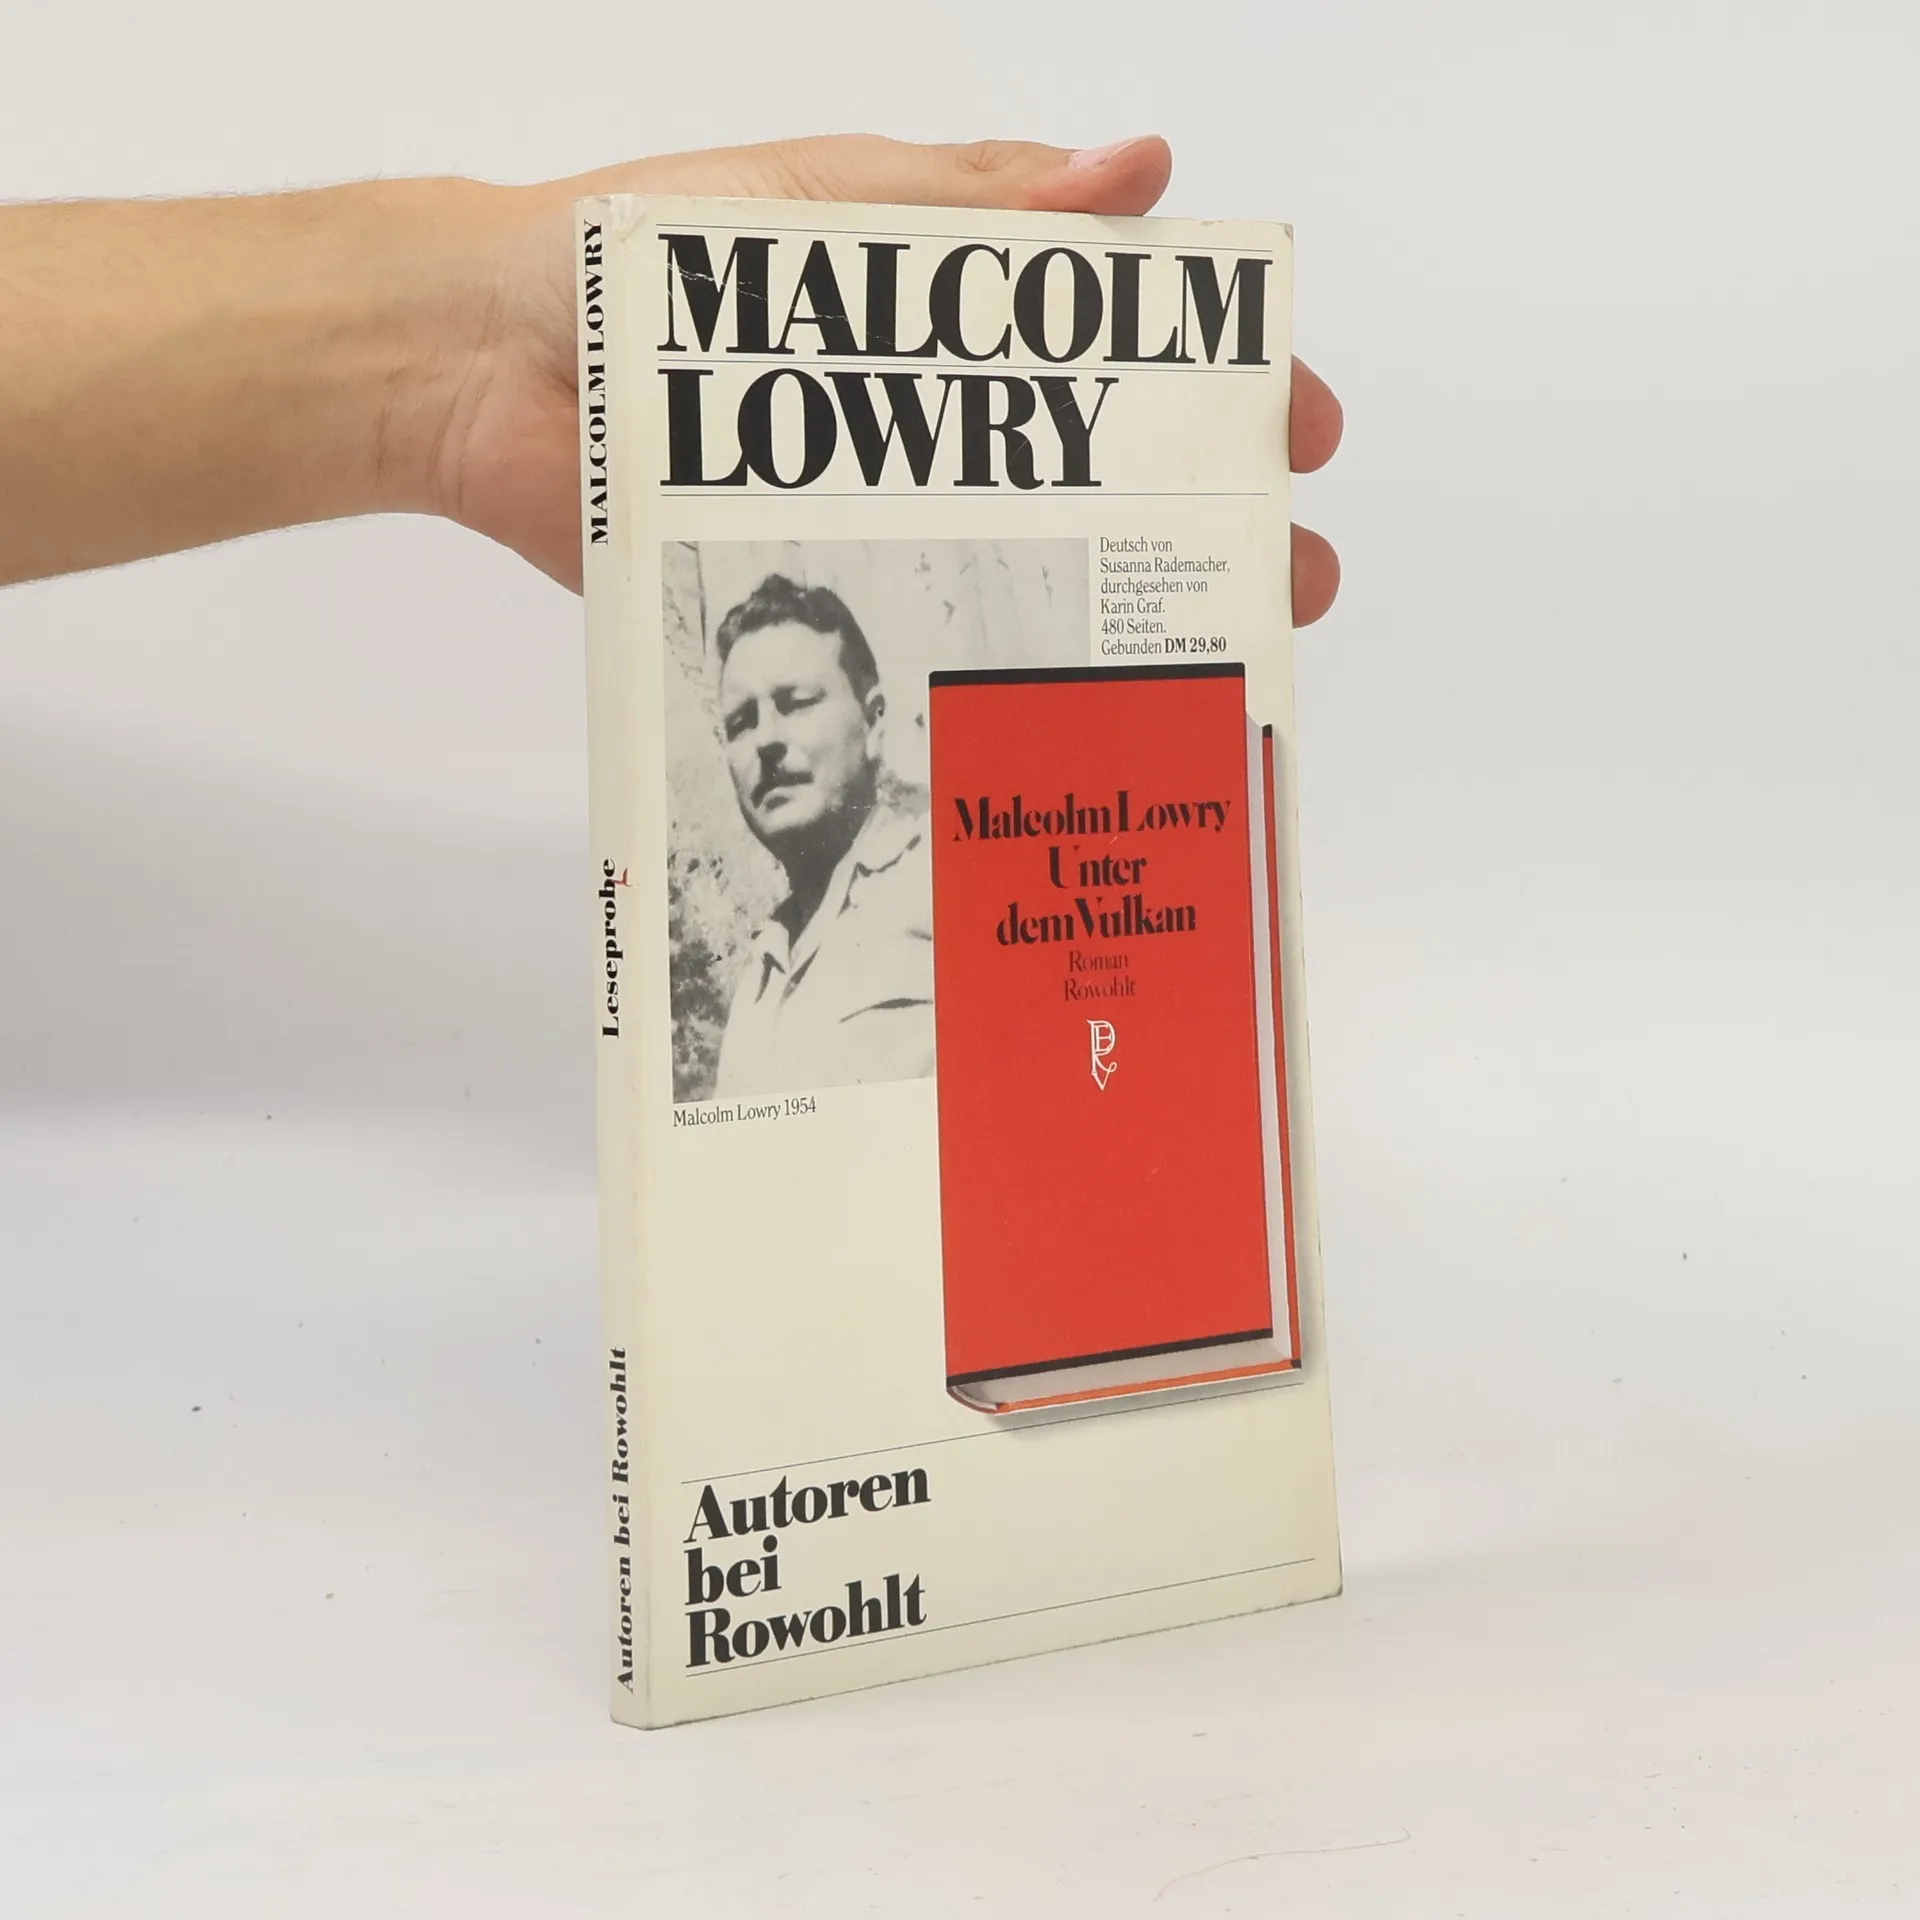 MALCOLM LOWRY
Leseprobe
Autoren bei Rowohlt
MALCOLM
LOWRY
Deutsch von
Susanna Rademacher,
durchgesehen von
Karin Graf.
480 Seiten.
Gebunden DM 29,80
Malcolm Lowry
Unter
dem Vulkan
Roman
Rowohlt
Malcolm Lowry 1954
Autoren
bei
Rowohlt